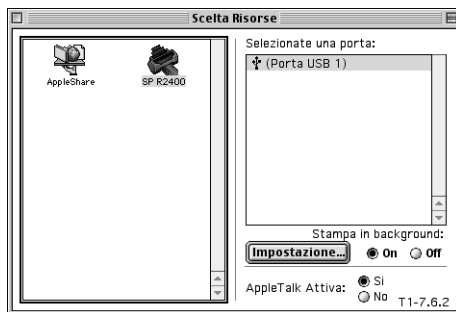 Scelta Risorse
AppleShare
SP R2400
Selezionate una porta:
(Porta USB 1)
Stampa in background:
Impostazione...
On
Off
AppleTalk Attiva:
Si
No
T1-7.6.2